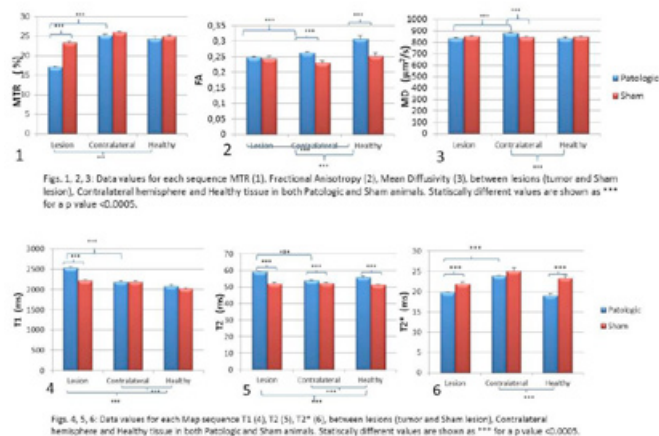 *** *** *** *** *** *** ***
MTR [ %]
30
25
20
15
10
5
0
Lesion Contralateral Healthy
***
1
FA
0,35
0,3
0,25
0,2
0,15
0,1
0,05
0
Lesion Contralateral Healthy
***
***
2
MD (μm²/s)
1000
900
800
700
600
500
400
300
200
100
0
Lesion Contralateral Healthy
***
3
Patologic
Sham
Figs. 1, 2, 3: Data values for each sequence MTR (1). Fractional Anisotropy (2), Mean Diffusivity (3), between lesions (tumor and Sham
lesion), Contralateral hemisphere and Healthy tissue in both Patologic and Sham animals. Statiscally different values are shown as ***
for a p value <0.0005.
T1 (ms)
3000
2500
2000
1500
1000
500
0
*** ***
Lesion Contralateral Healthy
***
***
4
T2 (ms)
70
60
50
40
30
20
10
0
*** *** *** ***
Lesion Contralateral Healthy
***
***
5
T2* (ms)
30
25
20
15
10
5
0
*** *** ***
Lesion Contralateral Healthy
***
6
Patologic
Sham
Figs. 4, 5, 6: Data values for each Map sequence T1 (4), T2 (5), T2* (6), between lesions (tumor and Sham lesion), Contralateral
hemisphere and Healthy tissue in both Patologic and Sham animals. Statiscally different values are shown as *** for a p value <0.0005.